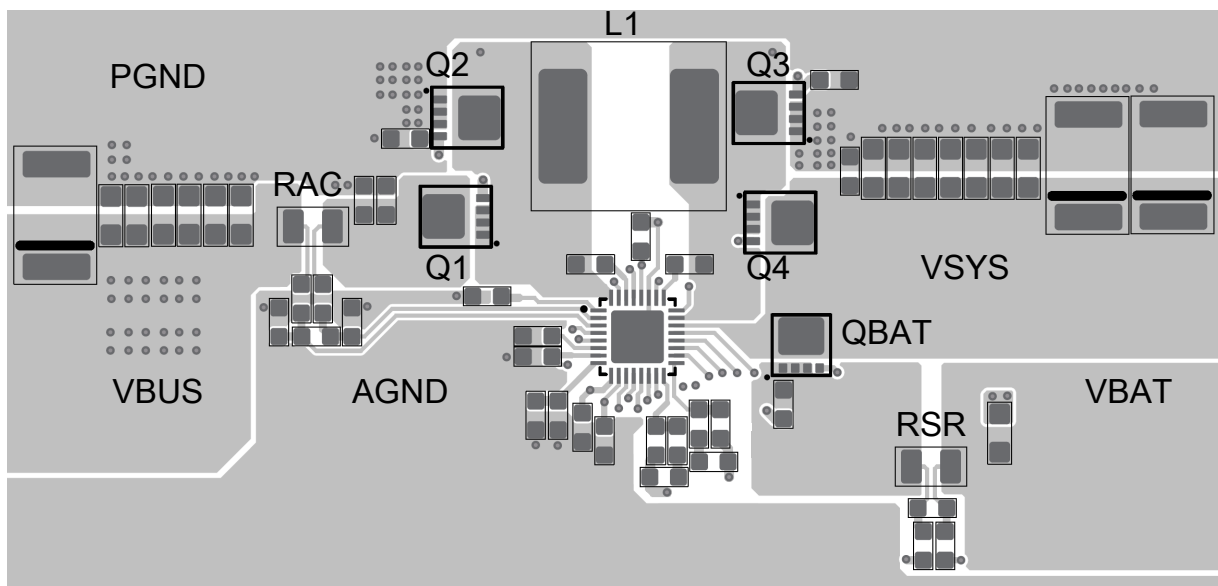 L1
Q2
Q3
PGND
RAC
Q1
Q4
VSYS
QBAT
VBUS
AGND
VBAT
RSR